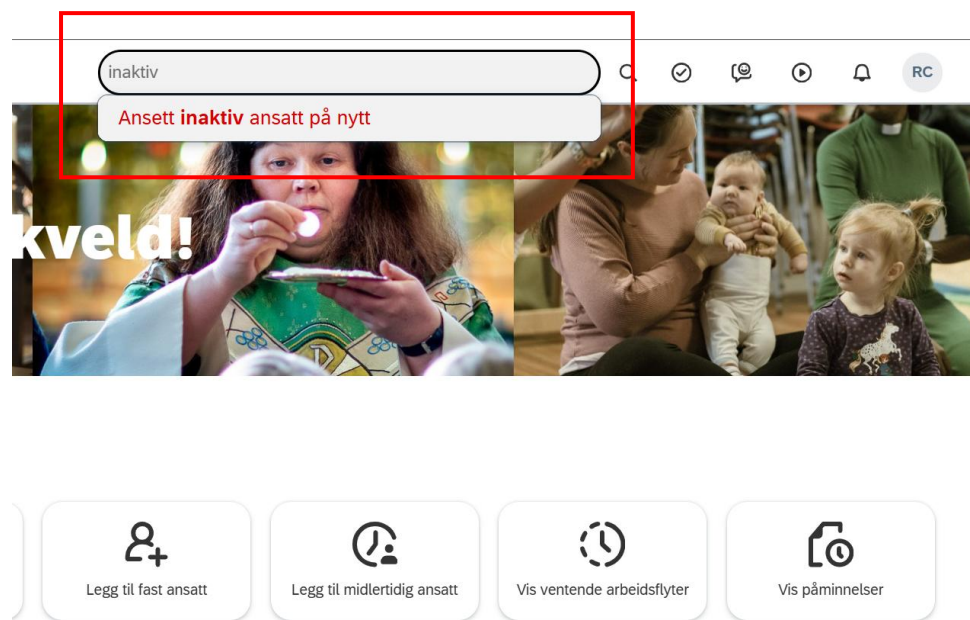 inaktiv
RC
Ansett inaktiv ansatt på nytt
kveld!
Legg til fast ansatt
Legg til midlertidig ansatt
Vis ventende arbeidsflyter
Vis påminnelser